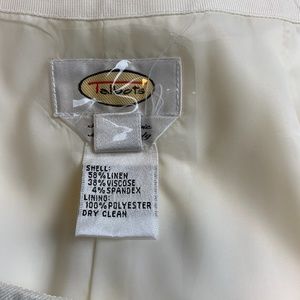 Talbots
SHELL:
58%LINEN
38%VISCOSE
4%SPANDEX
LINING:
100%POLYESTER
DRY CLEAN